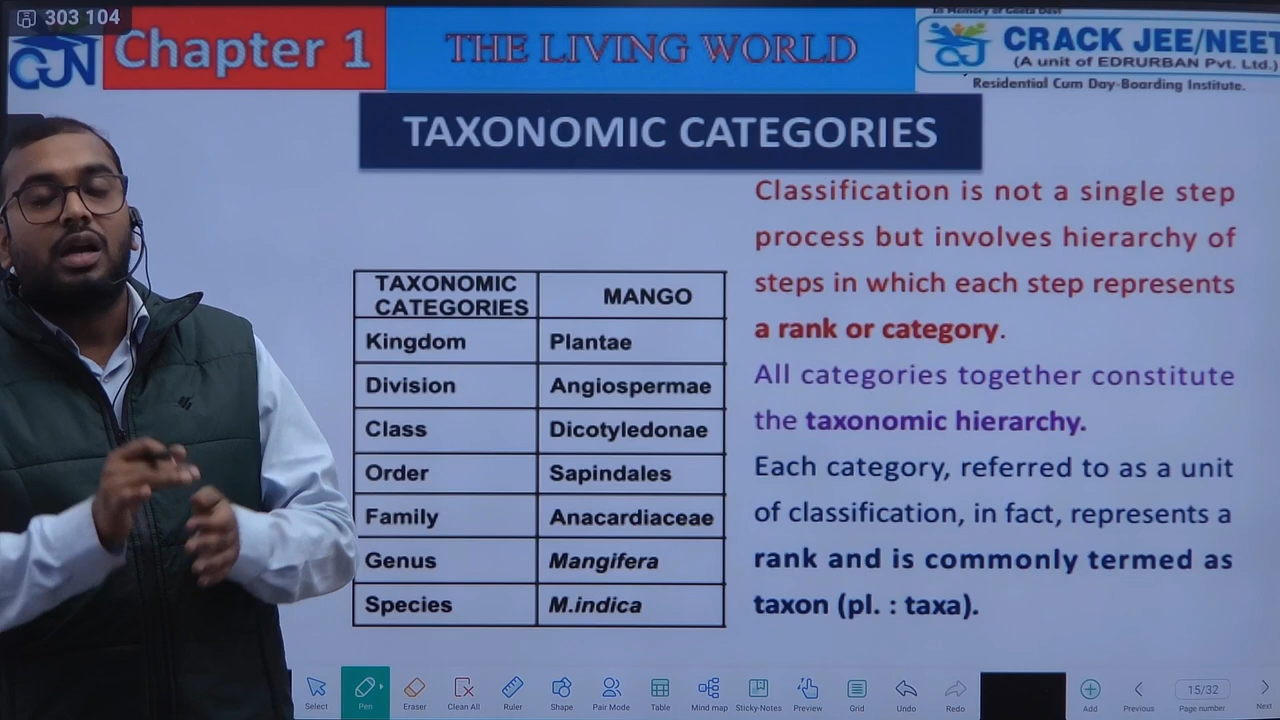 303 104
Chapter 1
THE LIVING WORLD
In Memory of Geeta Devi
CRACK JEE/NEET
(A unit of EDRURBAN Pvt. Ltd.)
Residential Cum Day-Boarding Institute.
TAXONOMIC CATEGORIES
TAXONOMIC CATEGORIES MANGO
Kingdom Plantae
Division Angiospermae
Class Dicotyledonae
Order Sapindales
Family Anacardiaceae
Genus Mangifera
Species M.indica
Classification is not a single step
process but involves hierarchy of
steps in which each step represents
a rank or category.
All categories together constitute
the taxonomic hierarchy.
Each category, referred to as a unit
of classification, in fact, represents a
rank and is commonly termed as
taxon (pl. : taxa).
Select Pen Eraser Clean All Ruler Shape Pair Mode Table Mind map Sticky-Notes Preview Grid Undo Redo Add Previous 15/32 Page number Next